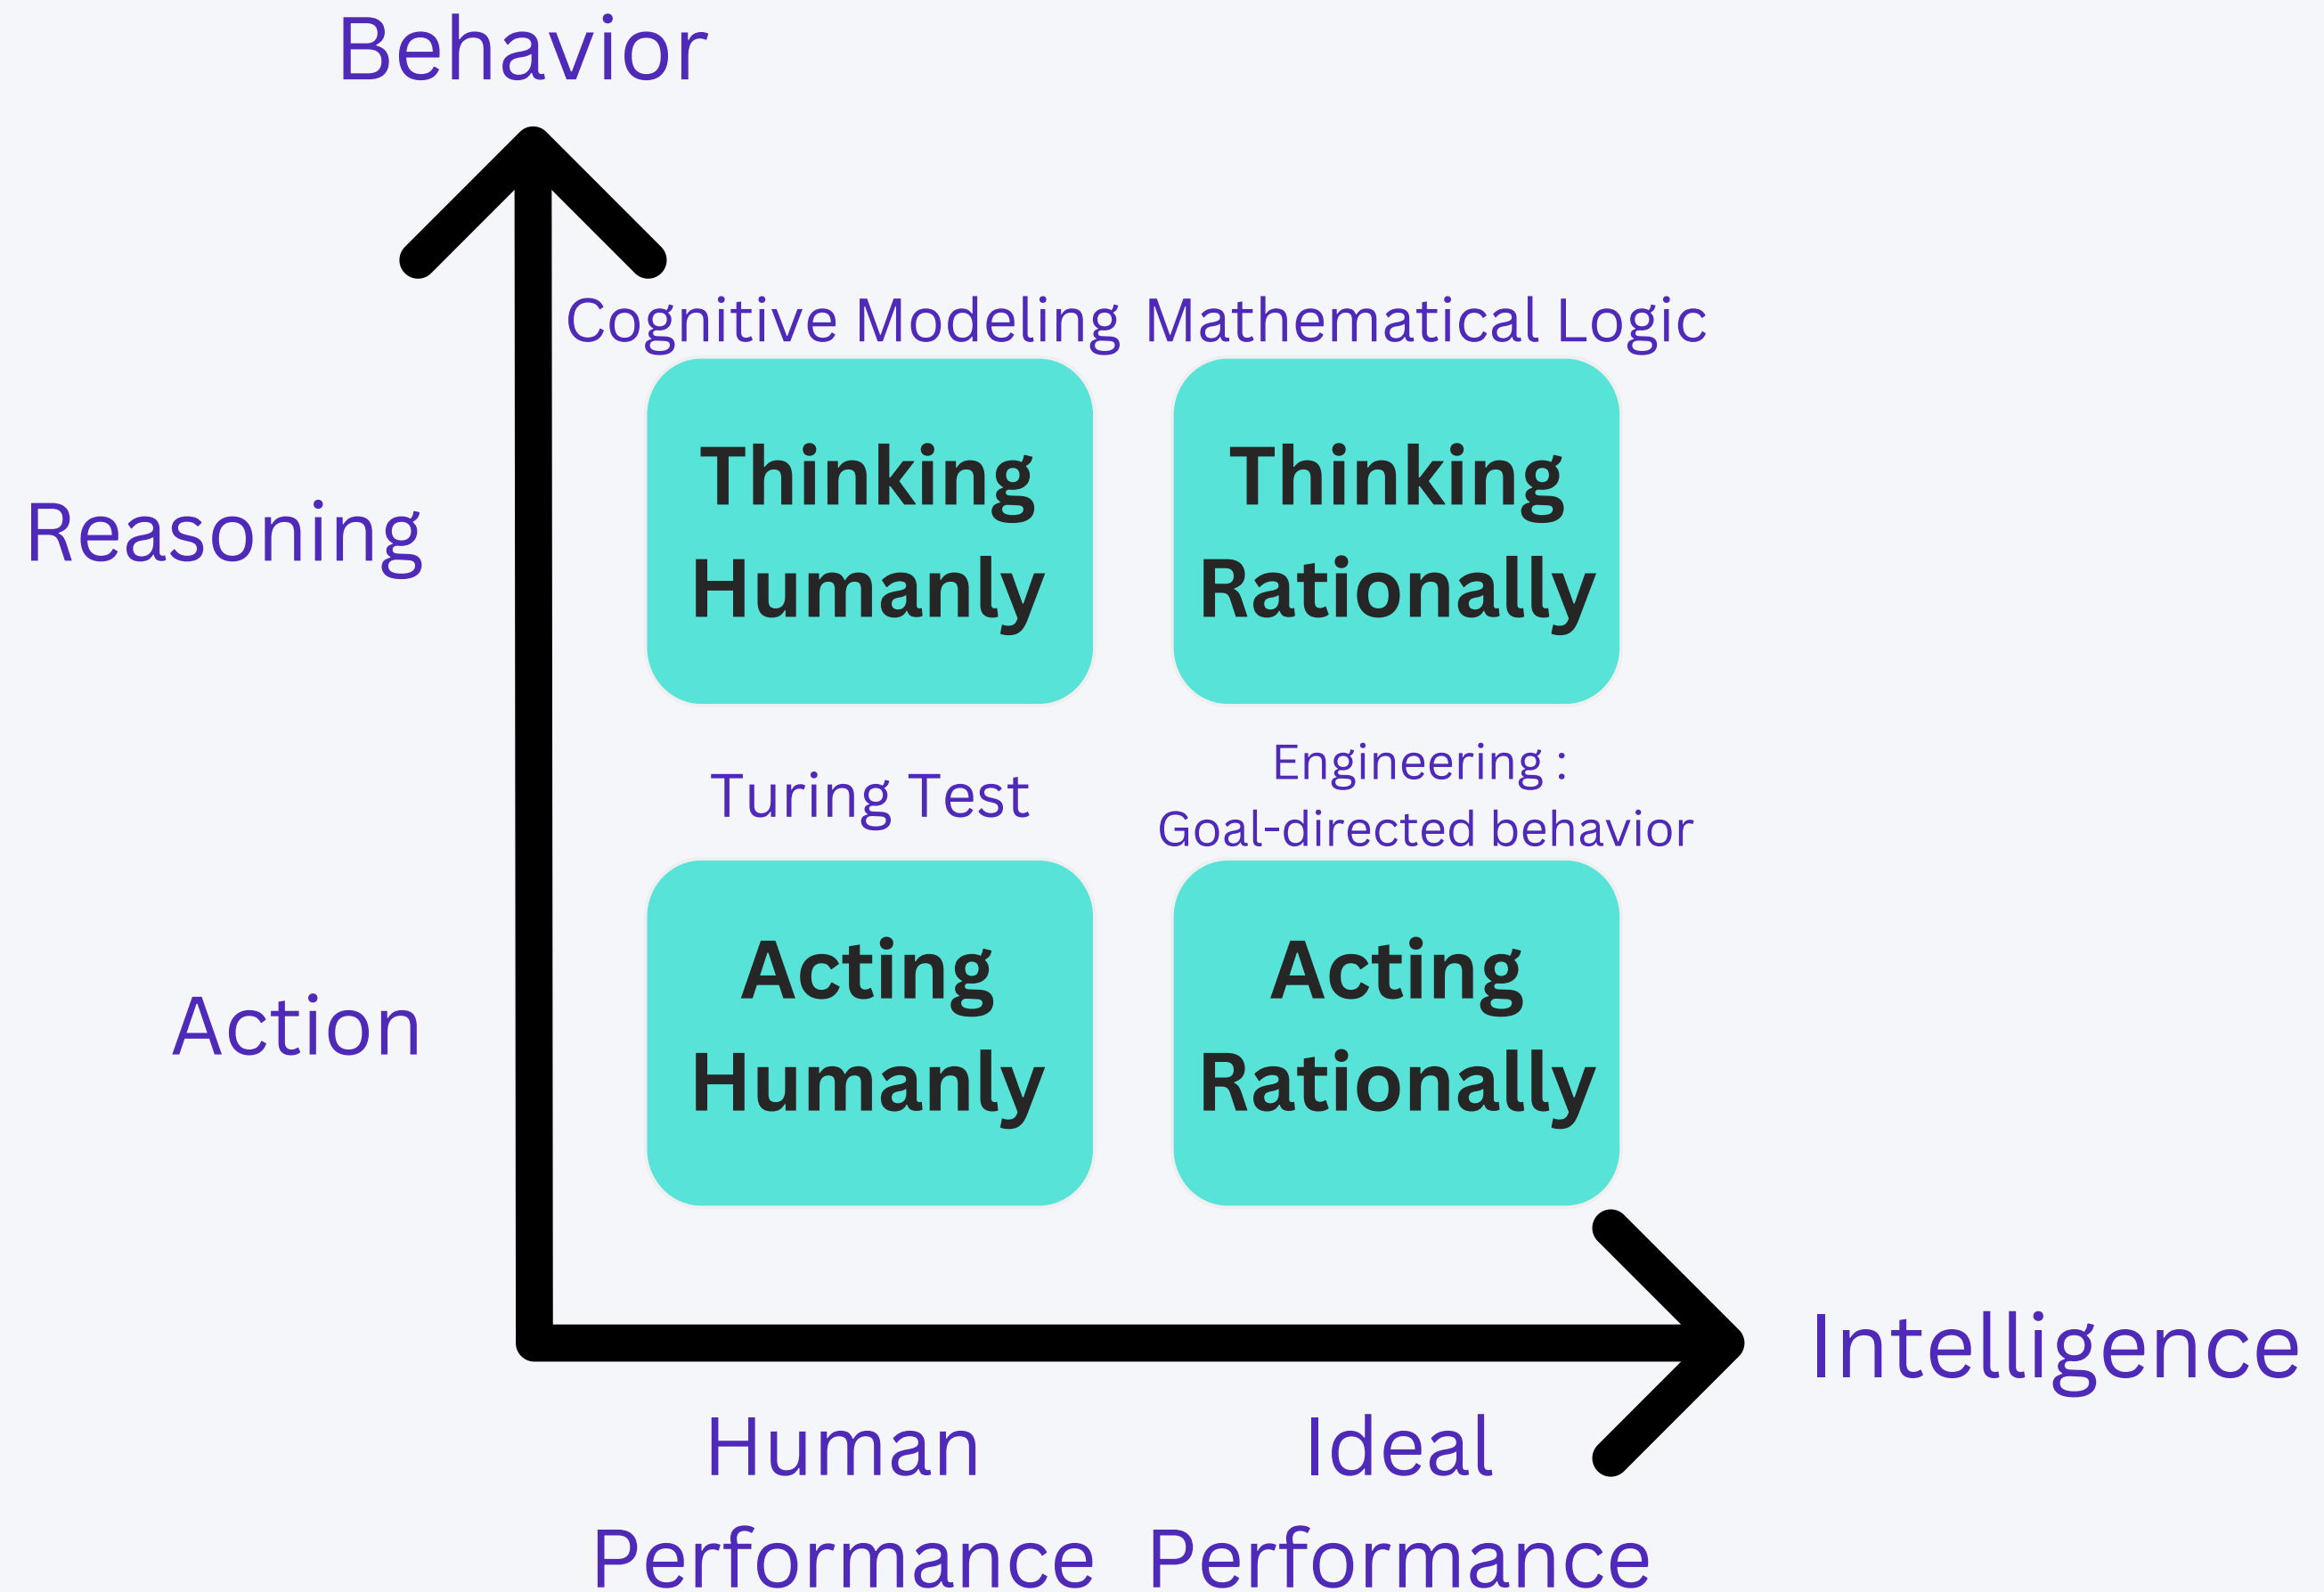 Behavior
Cognitive Modeling
Mathematical Logic
Reasoning
Thinking
Humanly
Thinking
Rationally
Turing Test
Engineering :
Goal-directed behavior
Action
Acting
Humanly
Acting
Rationally
Intelligence
Human
Performance
Ideal
Performance